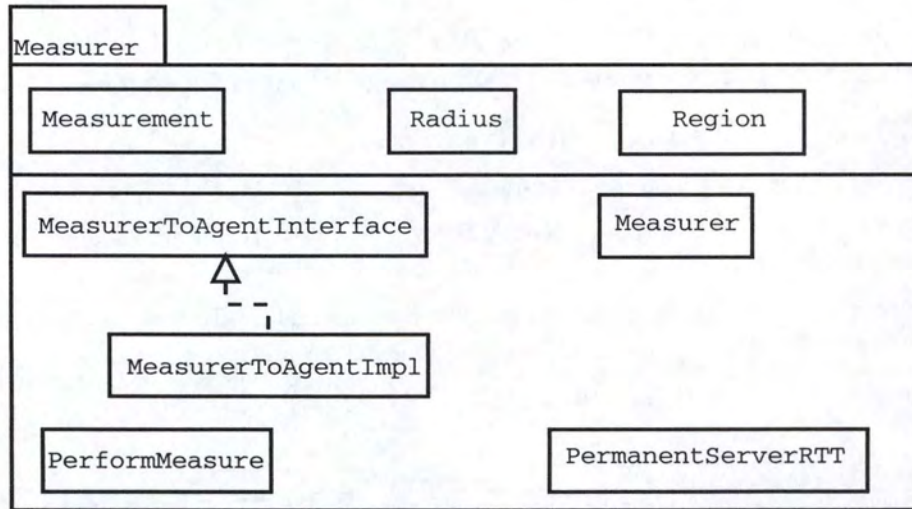 Measurer
Measurement
Radius
Region
MeasurerToAgentInterface
Measurer
MeasurerToAgentImpl
PerformMeasure
PermanentServerRTT